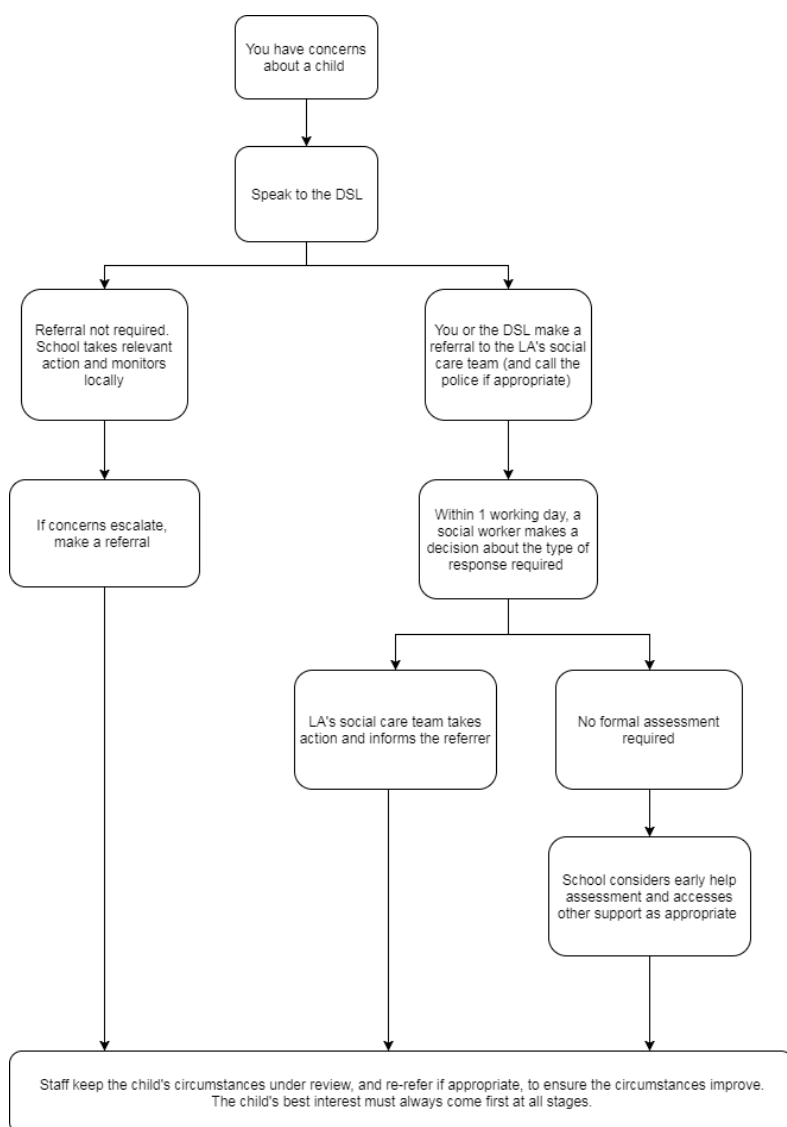 You have concerns
about a child
Speak to the DSL
Referral not required.
School takes relevant
action and monitors
locally
You or the DSL make a
referral to the LA's social
care team (and call the
police if appropriate)
If concerns escalate,
make a referral
Within 1 working day, a
social worker makes a
decision about the type of
response required
LA's social care team takes
action and informs the referrer
No formal assessment
required
School considers early help
assessment and accesses
other support as appropriate
Staff keep the child's circumstances under review, and re-refer if appropriate, to ensure the circumstances improve.
The child's best interest must always come first at all stages.